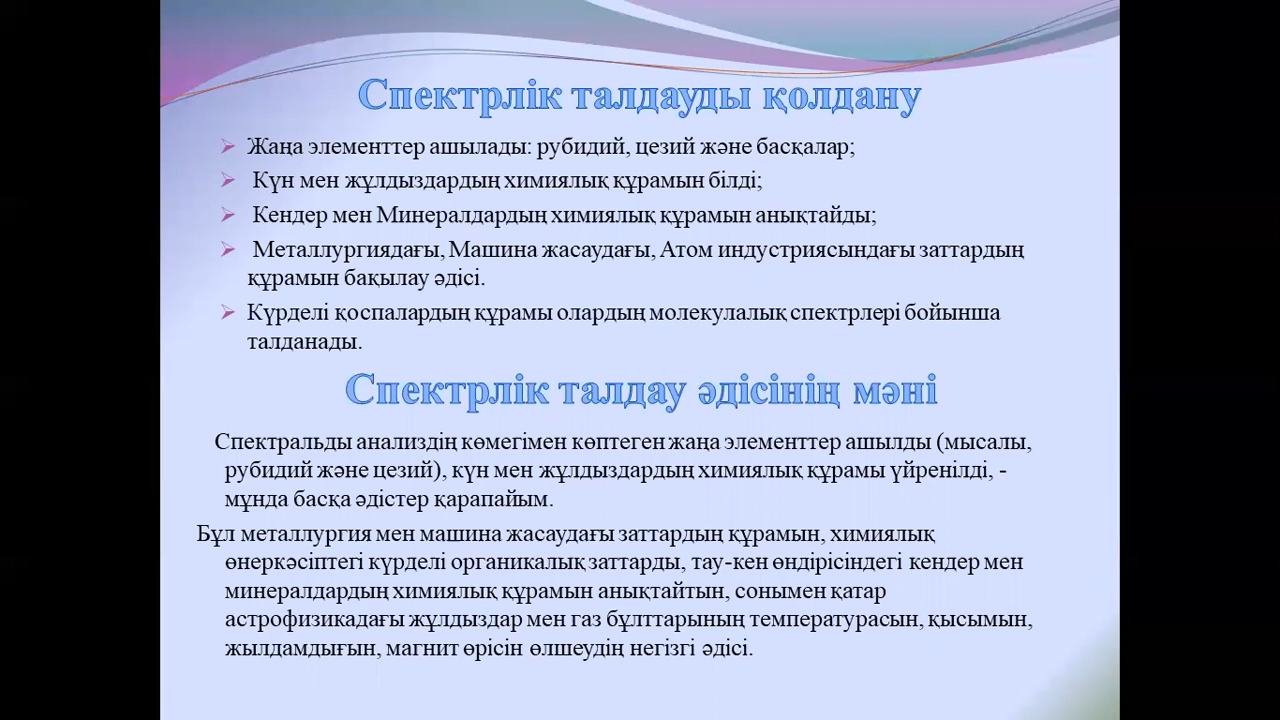 Спектрлік талдауды қолдану
Жаңа элементтер ашылады: рубидий, цезий және басқалар;
Күн мен жұлдыздардың химиялық құрамын білді;
Кендер мен Минералдардың химиялық құрамын анықтайды;
Металлургиядағы, Машина жасаудағы, Атом индустриясындағы заттардың
құрамын бақылау әдісі.
Күрделі қоспалардың құрамы олардың молекулалық спектрлері бойынша
талданады.
Спектрлік талдау әдісінің мәні
Спектральды анализдің көмегімен көптеген жаңа элементтер ашылды (мысалы,
рубидий және цезий), күн мен жұлдыздардың химиялық құрамы үйренілді, -
мұнда басқа әдістер қарапайым.
Бұл металлургия мен машина жасаудағы заттардың құрамын, химиялық
өнеркәсіптегі күрделі органикалық заттарды, тау-кен өндірісіндегі кендер мен
минералдардың химиялық құрамын анықтайтын, сонымен қатар
астрофизикадағы жұлдыздар мен газ бұлттарының температурасын, қысымын,
жылдамдығын, магнит өрісін өлшеудің негізгі әдісі.